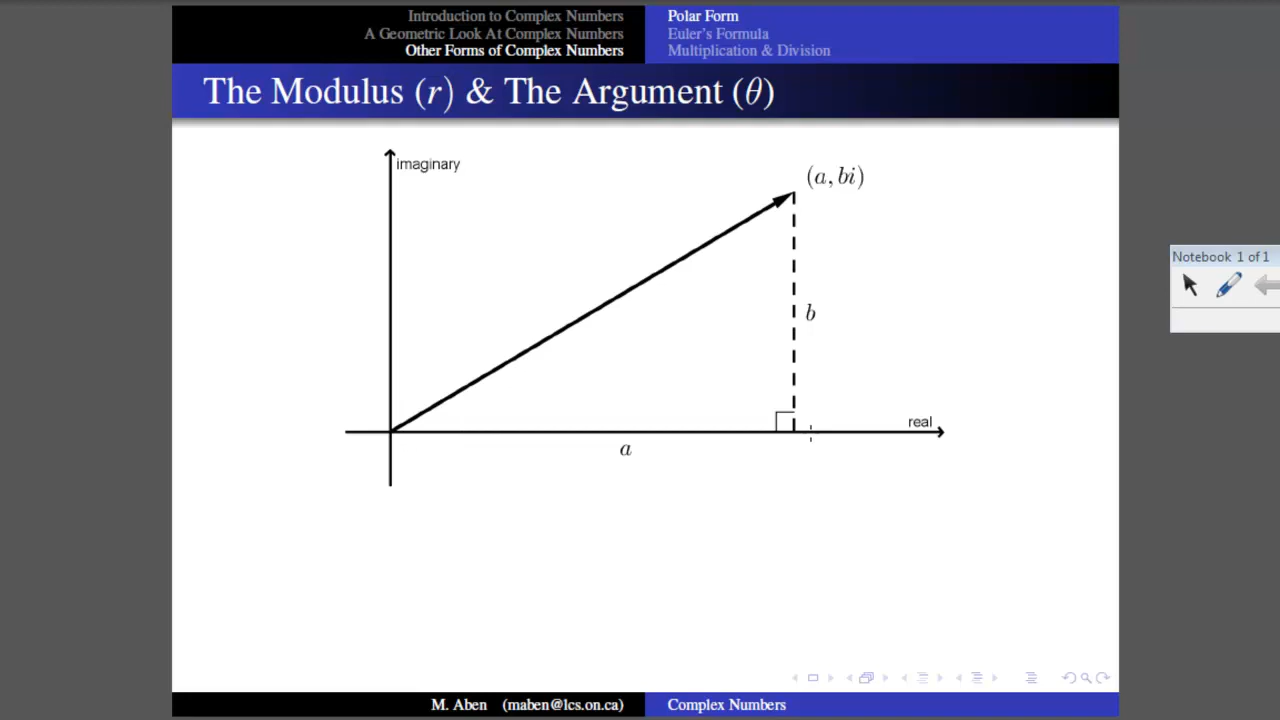 Introduction to Complex Numbers
A Geometric Look At Complex Numbers
Other Forms of Complex Numbers
Polar Form
Euler's Formula
Multiplication & Division
The Modulus (r) & The Argument (θ)
imaginary
(a, bi)
Notebook 1 of 1
b
real
a
M. Aben (maben@lcs.on.ca)
Complex Numbers